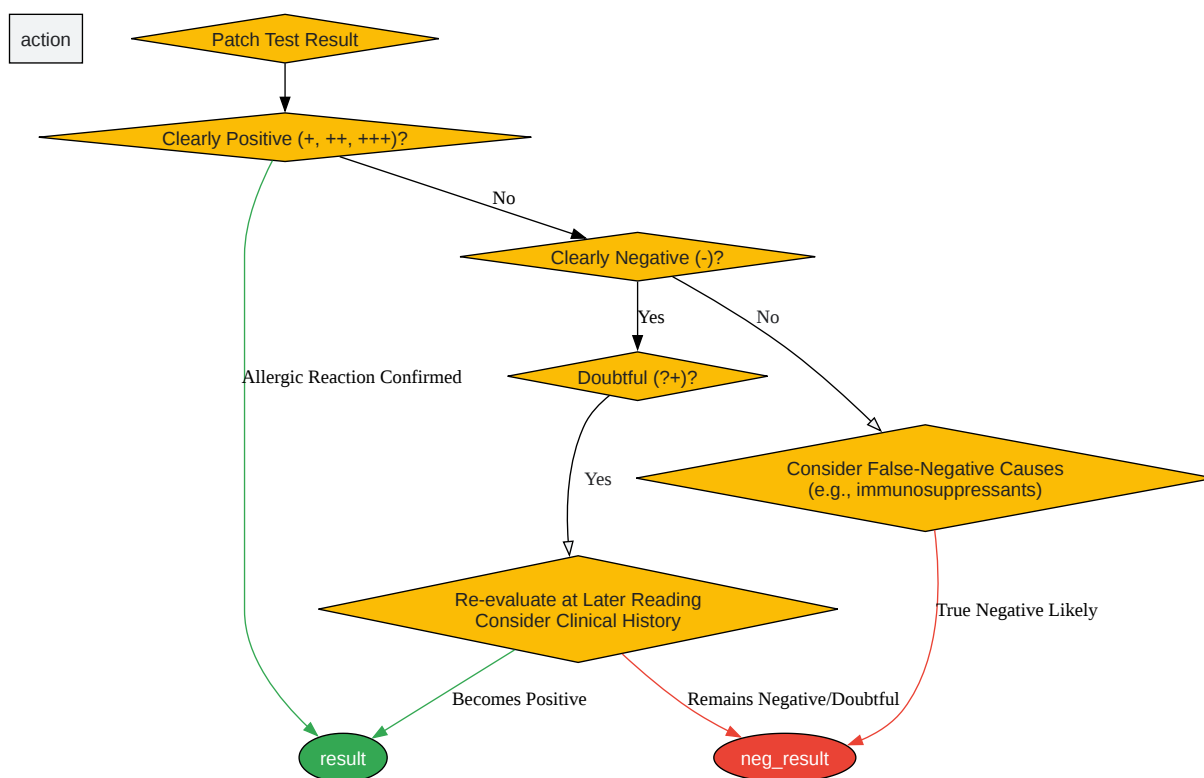 action
Patch Test Result
Clearly Positive (+, ++, +++)?
No
Clearly Negative (-)?
Yes
No
Allergic Reaction Confirmed
Doubtful (?+)?
Consider False-Negative Causes
(e.g., immunosuppressants)
Yes
Re-evaluate at Later Reading
Consider Clinical History
True Negative Likely
Becomes Positive
Remains Negative/Doubtful
result
neg_result